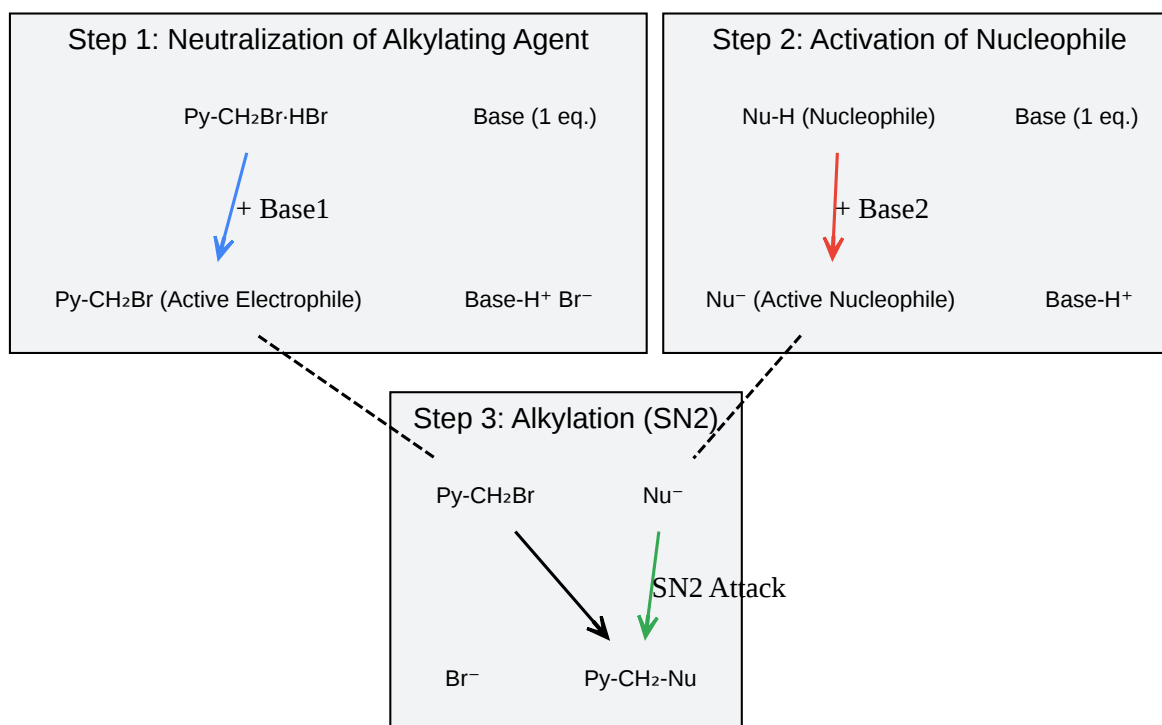 Step 1: Neutralization of Alkylating Agent
Py-CH₂Br·HBr
Base (1 eq.)
+ Base1
Py-CH₂Br (Active Electrophile)
Base-H⁺ Br⁻
Step 2: Activation of Nucleophile
Nu-H (Nucleophile)
Base (1 eq.)
+ Base2
Nu⁻ (Active Nucleophile)
Base-H⁺
Step 3: Alkylation (SN2)
Py-CH₂Br
Nu⁻
SN2 Attack
Br⁻
Py-CH₂-Nu